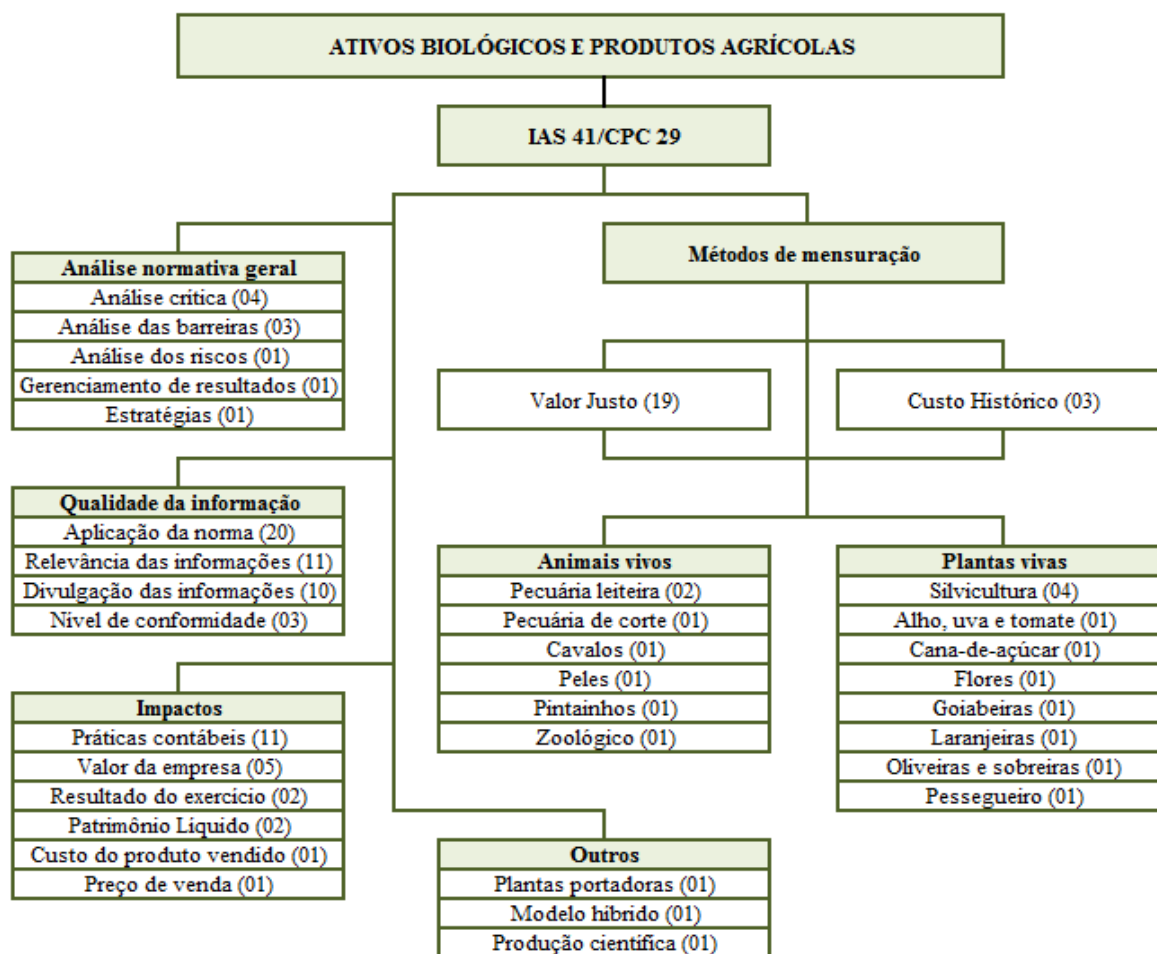 ATIVOS BIOLÓGICOS E PRODUTOS AGRÍCOLAS
IAS 41/CPC 29
Análise normativa geral
Análise crítica (04)
Análise das barreiras (03)
Análise dos riscos (01)
Gerenciamento de resultados (01)
Estratégias (01)
Qualidade da informação
Aplicação da norma (20)
Relevância das informações (11)
Divulgação das informações (10)
Nível de conformidade (03)
Impactos
Práticas contábeis (11)
Valor da empresa (05)
Resultado do exercício (02)
Patrimônio Líquido (02)
Custo do produto vendido (01)
Preço de venda (01)
Métodos de mensuração
Valor Justo (19)
Custo Histórico (03)
Animais vivos
Pecuária leiteira (02)
Pecuária de corte (01)
Cavalos (01)
Peles (01)
Pintainhos (01)
Zoológico (01)
Plantas vivas
Silvicultura (04)
Alho, uva e tomate (01)
Cana-de-açúcar (01)
Flores (01)
Goiabeiras (01)
Laranjeiras (01)
Oliveiras e sobreiras (01)
Pessegueiro (01)
Outros
Plantas portadoras (01)
Modelo híbrido (01)
Produção científica (01)